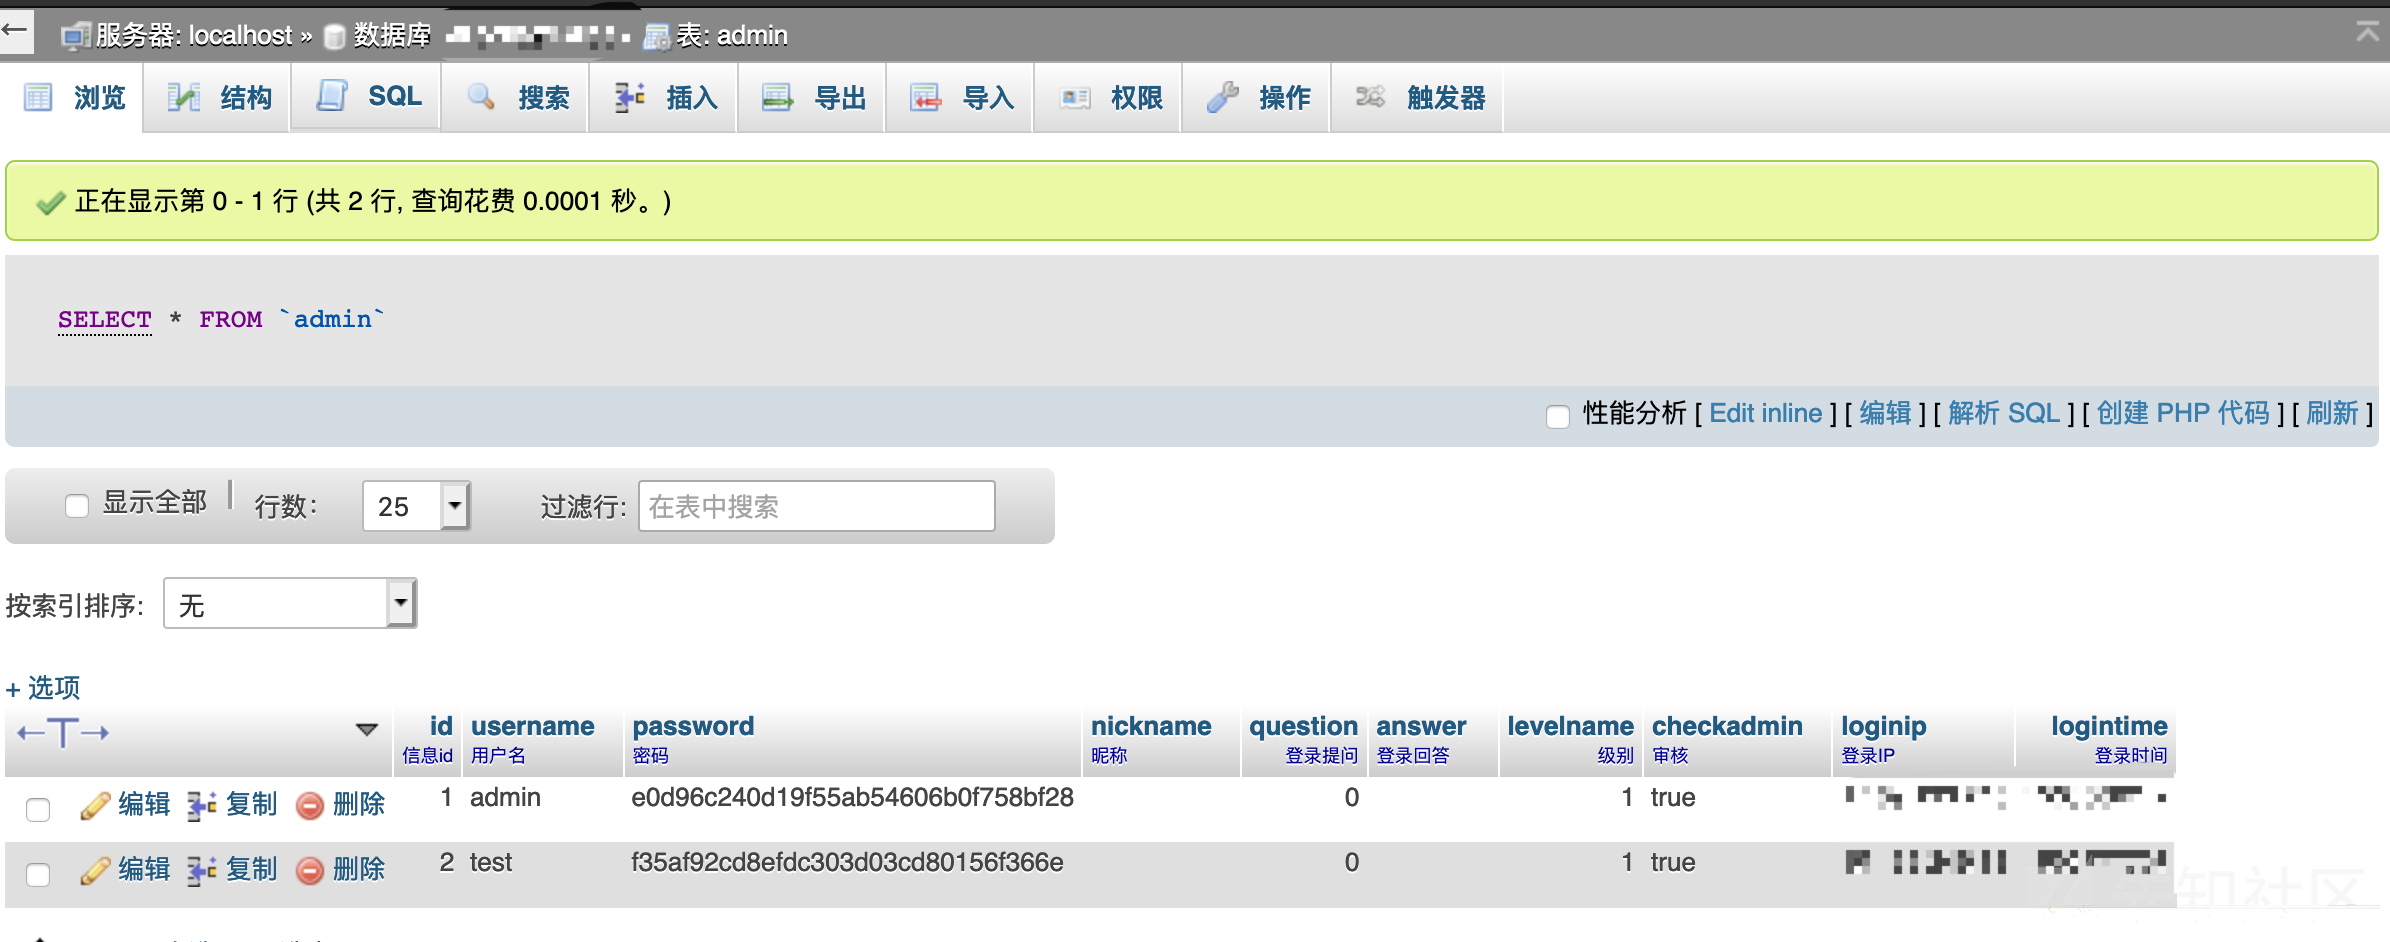 服务器: localhost » 数据库 表: admin
浏览 结构 SQL 搜索 插入 导出 导入 权限 操作 触发器
正在显示第 0 - 1 行 (共 2 行, 查询花费 0.0001 秒。)
SELECT * FROM `admin`
性能分析 [ Edit inline ] [ 编辑 ] [ 解析 SQL ] [ 创建 PHP 代码 ] [ 刷新 ]
显示全部 行数: 25 过滤行: 在表中搜索
按索引排序: 无
+ 选项
id username password nickname question answer levelname checkadmin loginip logintime
信息id 用户名 密码 昵称 登录提问 登录回答 级别 审核 登录IP 登录时间
编辑 复制 删除 1 admin e0d96c240d19f55ab54606b0f758bf28 0 1 true
编辑 复制 删除 2 test f35af92cd8efdc303d03cd80156f366e 0 1 true
知社区